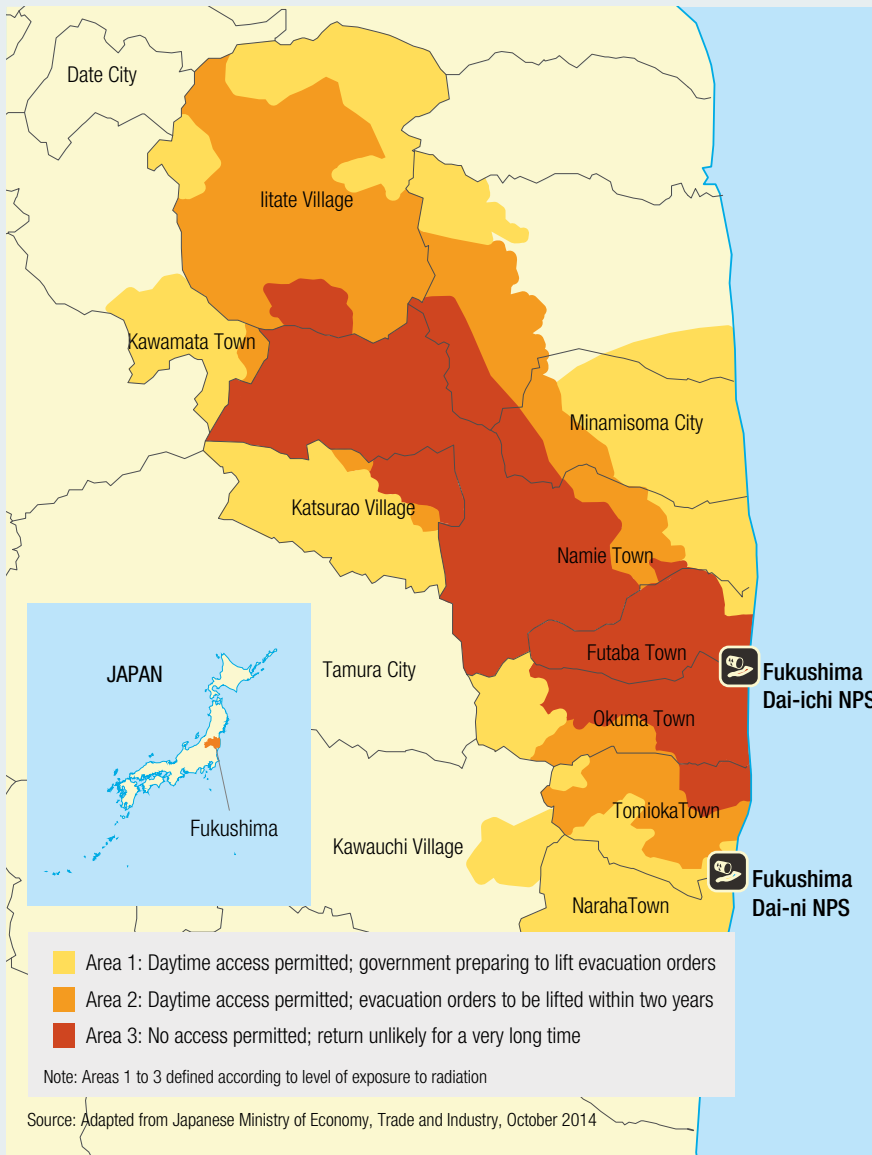 Date City
Iitate Village
Kawamata Town
Minamisoma City
Katsurao Village
Namie Town
Futaba Town
Tamura City
Fukushima
Dai-ichi NPS
JAPAN
Okuma Town
TomiokaTown
Fukushima
Kawauchi Village
Fukushima
Dai-ni NPS
NarahaTown
Area 1: Daytime access permitted; government preparing to lift evacuation orders
Area 2: Daytime access permitted; evacuation orders to be lifted within two years
Area 3: No access permitted; return unlikely for a very long time
Note: Areas 1 to 3 defined according to level of exposure to radiation
Source: Adapted from Japanese Ministry of Economy, Trade and Industry, October 2014